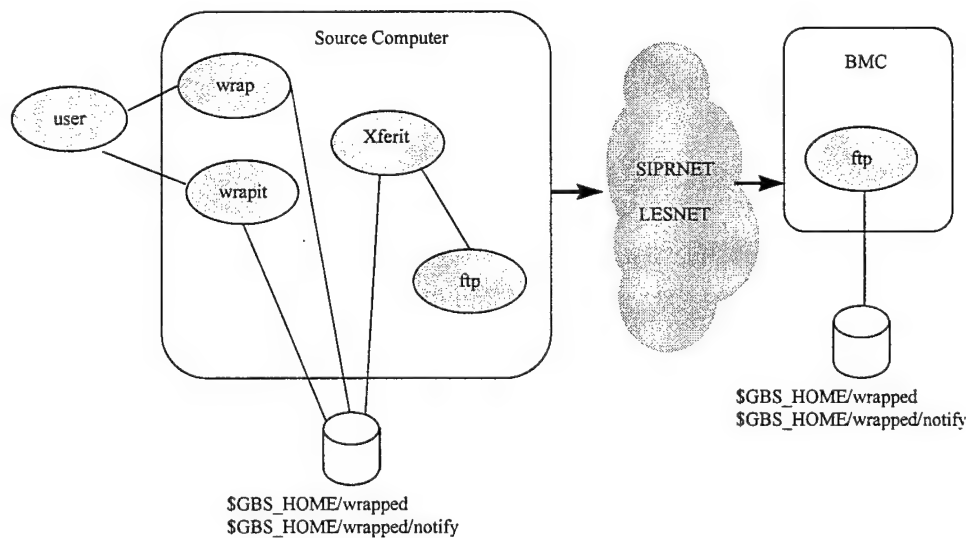 Source Computer
BMC
wrap
user
Xferit
ftp
wrapit
SIPRNET
LESNET
ftp
$GBS_HOME/wrapped
$GBS_HOME/wrapped/notify
$GBS_HOME/wrapped
$GBS_HOME/wrapped/notify